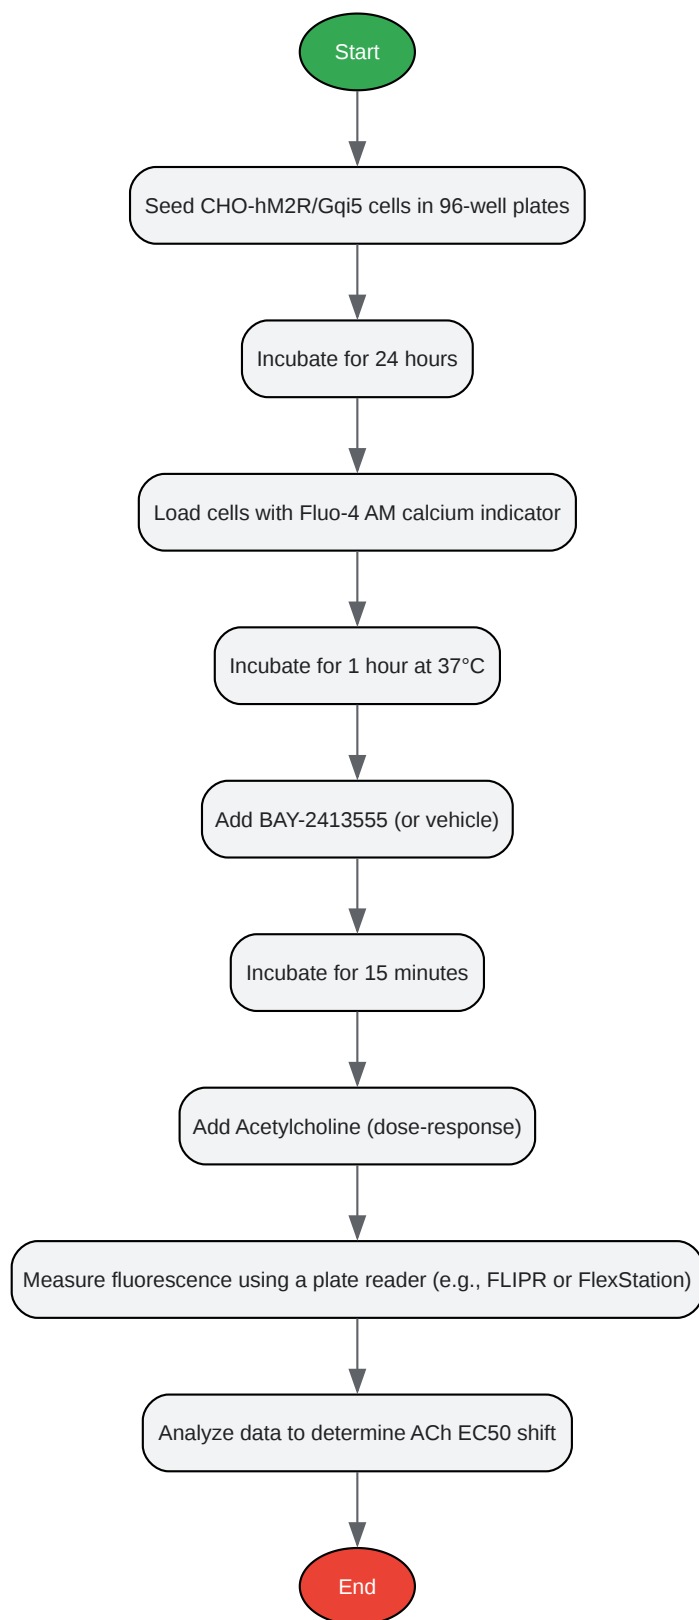 Start
Seed CHO-hM2R/Gqi5 cells in 96-well plates
Incubate for 24 hours
Load cells with Fluo-4 AM calcium indicator
Incubate for 1 hour at 37°C
Add BAY-2413555 (or vehicle)
Incubate for 15 minutes
Add Acetylcholine (dose-response)
Measure fluorescence using a plate reader (e.g., FLIPR or FlexStation)
Analyze data to determine ACh EC50 shift
End